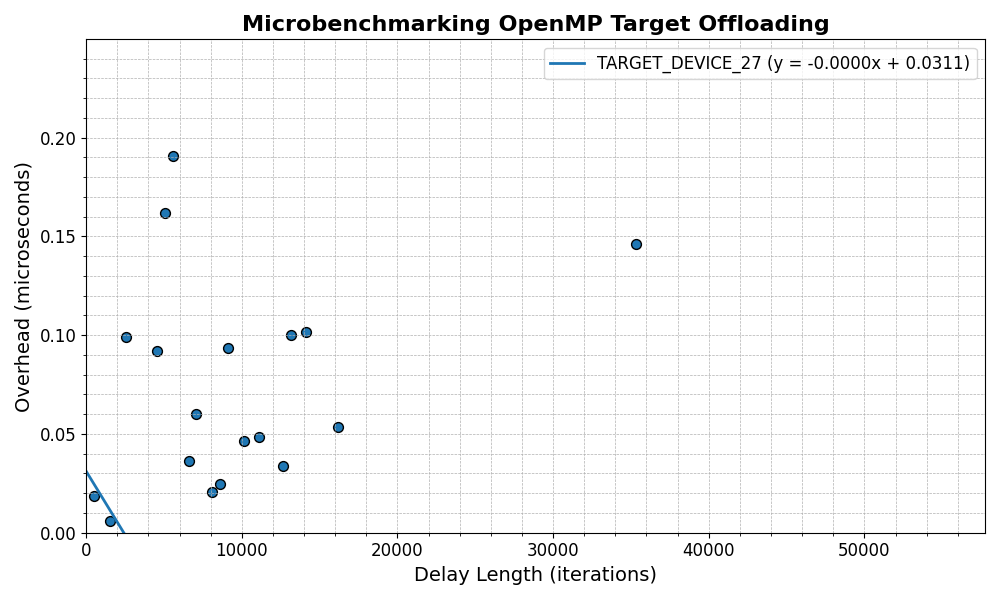 Microbenchmarking OpenMP Target Offloading
TARGET_DEVICE_27 (y = -0.0000x + 0.0311)
Overhead (microseconds)
0.20
0.15
0.10
0.05
0.00
0 10000 20000 30000 40000 50000
Delay Length (iterations)